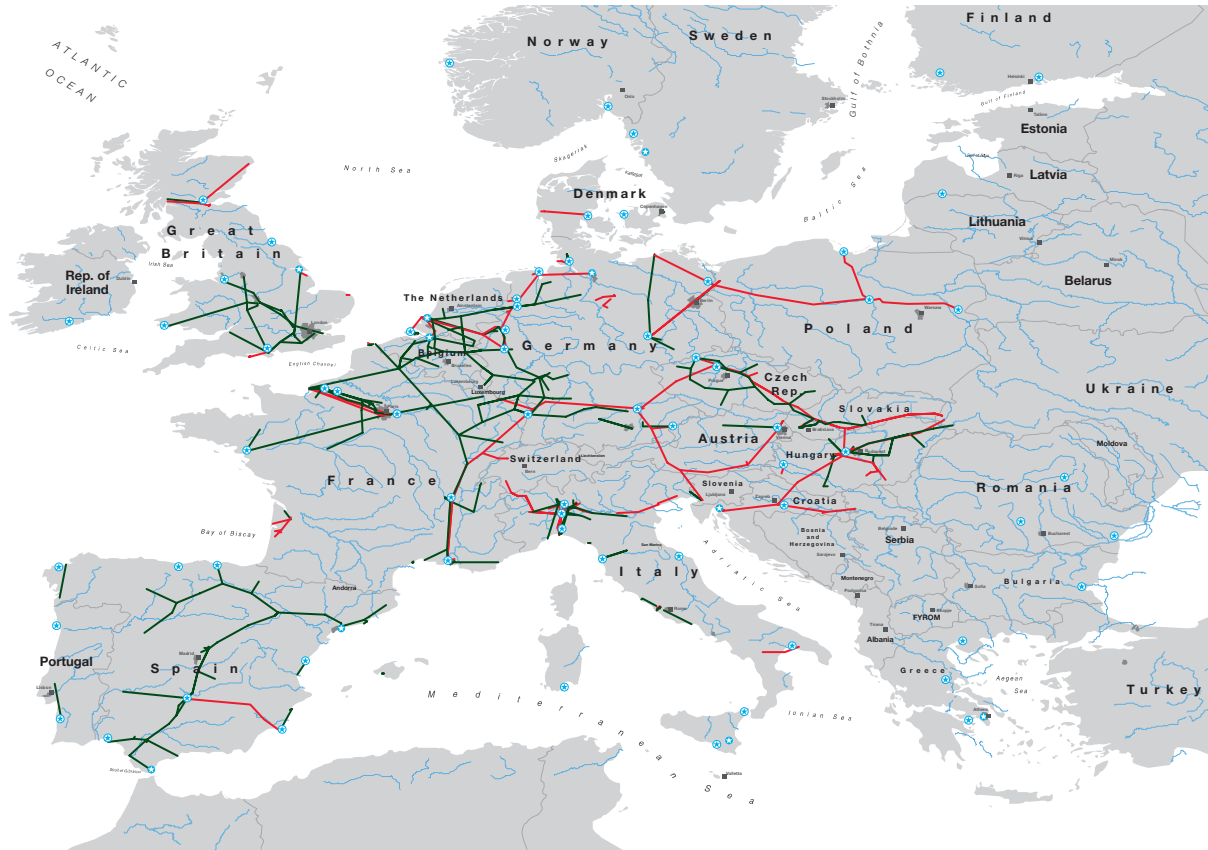 Finland
Norway
Sweden
ATLANTIC
OCEAN
Gulf of Bothnia
Helsinki
Oslo
Stockholm
Gulf of Finland
Tallinn
Estonia
Skagerrak
North Sea
Kattegat
Riga
Latvia
Denmark
Copenhagen
Baltic Sea
Lithuania
Vilnius
Great
Britain
Irish Sea
Dublin
Rep. of
Ireland
Minsk
Belarus
The Netherlands
Amsterdam
Berlin
Warsaw
London
Poland
Celtic Sea
English Channel
Germany
Belgium
Brussels
Luxembourg
Luxembourg
Prague
Czech
Rep.
Ukraine
Paris
Slovakia
Vienna
Bratislava
Austria
Moldova
Budapest
Hungary
Switzerland
Liechtenstein
Bern
France
Slovenia
Ljubljana
Zagreb
Croatia
Romania
Bay of Biscay
Bosnia
and
Herzegovina
Belgrade
Serbia
Bucharest
San Marino
Sarajevo
Adriatic Sea
Italy
Andorra
Montenegro
Podgorica
Sofia
Bulgaria
Rome
Skopje
FYROM
Tirana
Albania
Madrid
Portugal
Spain
Lisbon
Greece
Aegean
Sea
Turkey
Mediterranean Sea
Athens
Ionian Sea
Strait of Gibraltar
Valletta